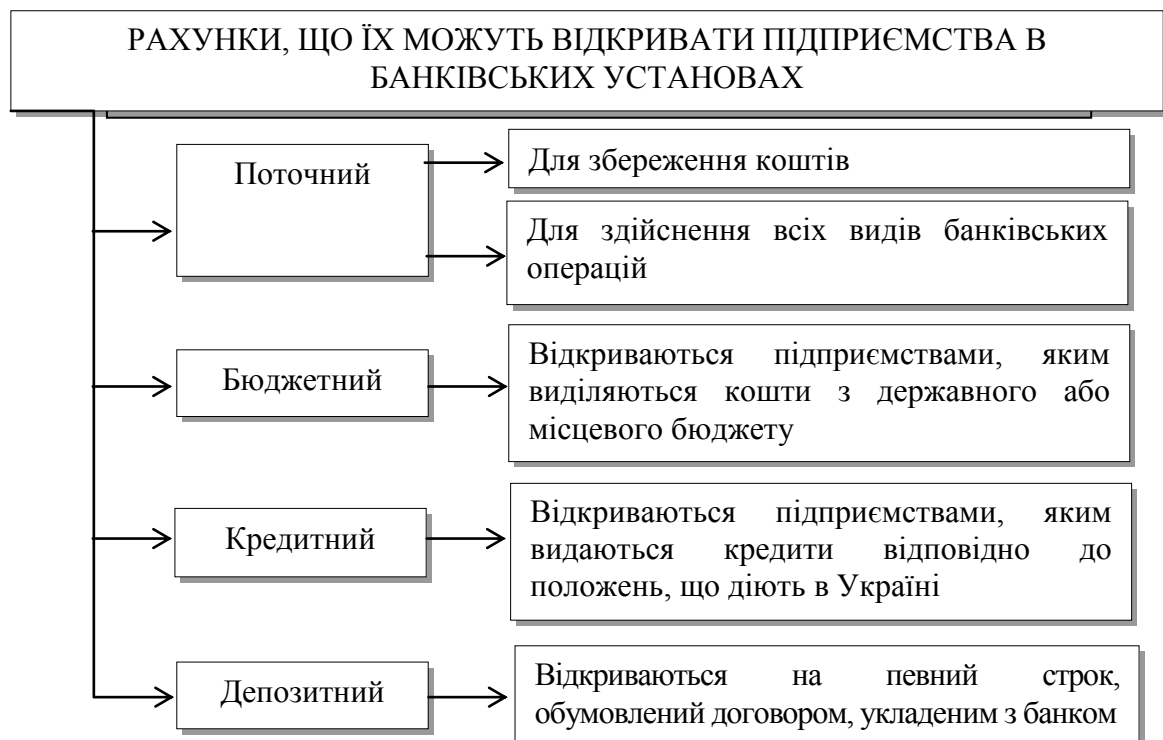 РАХУНКИ, ЩО ЇХ МОЖУТЬ ВІДКРИВАТИ ПІДПРИЄМСТВА В
БАНКІВСЬКИХ УСТАНОВАХ
Поточний
Для збереження коштів
Для здійснення всіх видів банківських
операцій
Бюджетний
Відкриваються підприємствами, яким
виділяються кошти з державного або
місцевого бюджету
Кредитний
Відкриваються підприємствами, яким
видаються кредити відповідно до
положень, що діють в Україні
Депозитний
Відкриваються на певний строк,
обумовлений договором, укладеним з банком